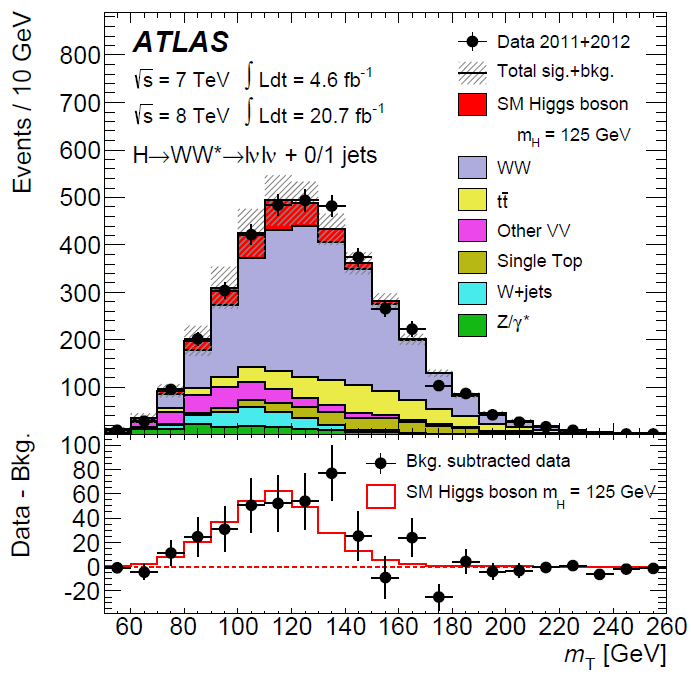 ATLAS
√s = 7 TeV ∫ Ldt = 4.6 fb⁻¹
√s = 8 TeV ∫ Ldt = 20.7 fb⁻¹
H→WW*→lνlν + 0/1 jets
Data 2011+2012
Total sig.+bkg.
SM Higgs boson
m_H = 125 GeV
WW
tt̄
Other VV
Single Top
W+jets
Z/γ*
Events / 10 GeV
800
700
600
500
400
300
200
100
Data - Bkg.
100
80
60
40
20
0
-20
Bkg. subtracted data
SM Higgs boson m_H = 125 GeV
60 80 100 120 140 160 180 200 220 240 260
m_T [GeV]